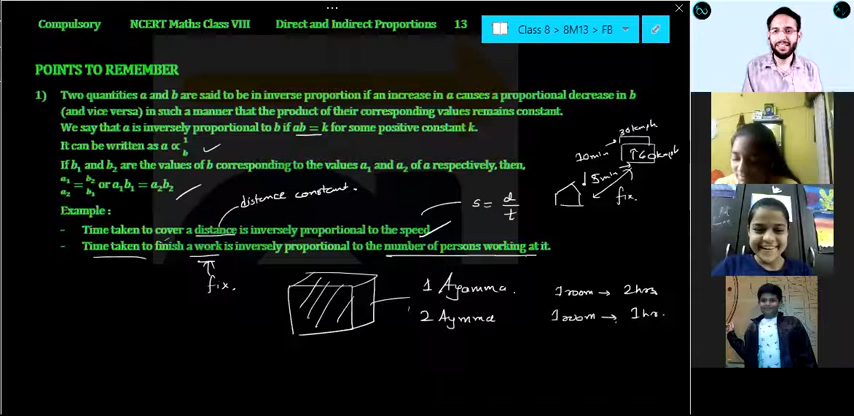 Compulsory NCERT Maths Class VIII Direct and Indirect Proportions 13
Class 8 > 8M13 > FB
POINTS TO REMEMBER
1) Two quantities a and b are said to be in inverse proportion if an increase in a causes a proportional decrease in b
(and vice versa) in such a manner that the product of their corresponding values remains constant.
We say that a is inversely proportional to b if ab = k for some positive constant k.
It can be written as a ∝ 1/b
If b₁ and b₂ are the values of b corresponding to the values a₁ and a₂ of a respectively, then,
a₁/a₂ = b₂/b₁ or a₁b₁ = a₂b₂
distance constant.
Example :
- Time taken to cover a distance is inversely proportional to the speed
- Time taken to finish a work is inversely proportional to the number of persons working at it.
s = d/t
30kmph
10min
↑60kmph
5min
fix.
fix.
1 Ayamma. 1 room → 2hrs
2 Aymma 1 room → 1hr.